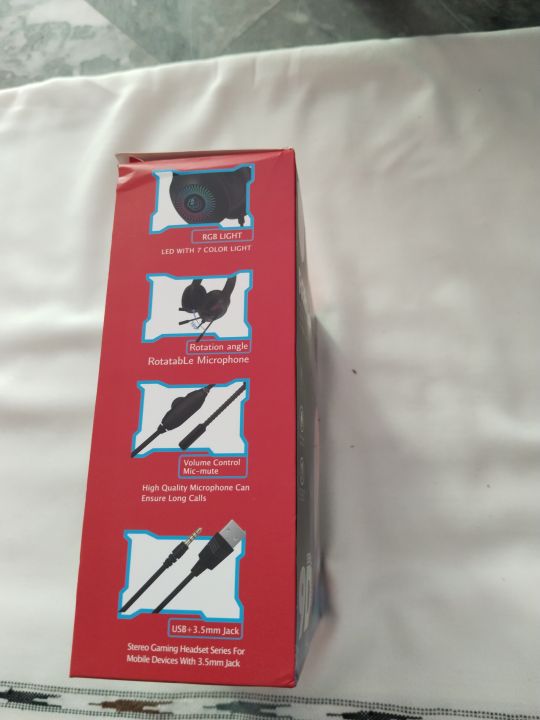 RGB LIGHT
LED WITH 7 COLOR LIGHT
Rotation angle
RotatabLe Microphone
Volume Control
Mic-mute
High Quality Microphone Can
Ensure Long Calls
USB+3.5mm Jack
Stereo Gaming Headset Series For
Mobile Devices With 3.5mm Jack